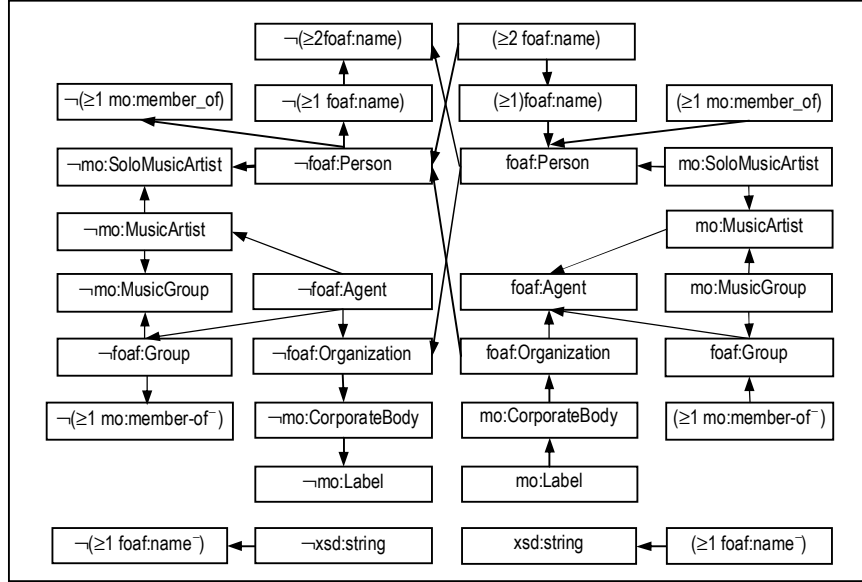 ¬(≥2foaf:name)
(≥2 foaf:name)
¬(≥1 mo:member_of)
¬(≥1 foaf:name)
(≥1)foaf:name)
(≥1 mo:member_of)
¬mo:SoloMusicArtist
¬foaf:Person
foaf:Person
mo:SoloMusicArtist
¬mo:MusicArtist
mo:MusicArtist
¬mo:MusicGroup
¬foaf:Agent
foaf:Agent
mo:MusicGroup
¬foaf:Group
¬foaf:Organization
foaf:Organization
foaf:Group
¬(≥1 mo:member-of⁻)
¬mo:CorporateBody
mo:CorporateBody
(≥1 mo:member-of⁻)
¬mo:Label
mo:Label
¬(≥1 foaf:name⁻)
¬xsd:string
xsd:string
(≥1 foaf:name⁻)